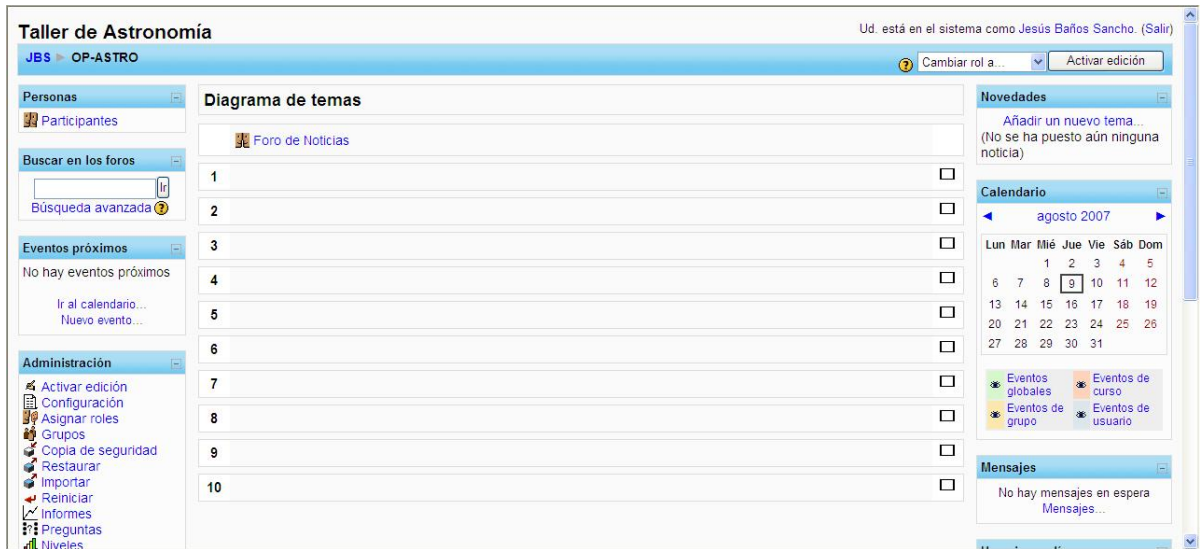 Taller de Astronomía
Ud. está en el sistema como Jesús Baños Sancho. (Salir)
JBS ► OP-ASTRO
Cambiar rol a...
Activar edición
Personas
Participantes
Buscar en los foros
Ir
Búsqueda avanzada
Eventos próximos
No hay eventos próximos
Ir al calendario...
Nuevo evento...
Administración
Activar edición
Configuración
Asignar roles
Grupos
Copia de seguridad
Restaurar
Importar
Reiniciar
Informes
Preguntas
Niveles
Diagrama de temas
Foro de Noticias
1
2
3
4
5
6
7
8
9
10
Novedades
Añadir un nuevo tema...
(No se ha puesto aún ninguna
noticia)
Calendario
◄ agosto 2007 ►
Lun Mar Mié Jue Vie Sáb Dom
1 2 3 4 5
6 7 8 9 10 11 12
13 14 15 16 17 18 19
20 21 22 23 24 25 26
27 28 29 30 31
Eventos globales
Eventos de curso
Eventos de grupo
Eventos de usuario
Mensajes
No hay mensajes en espera
Mensajes...